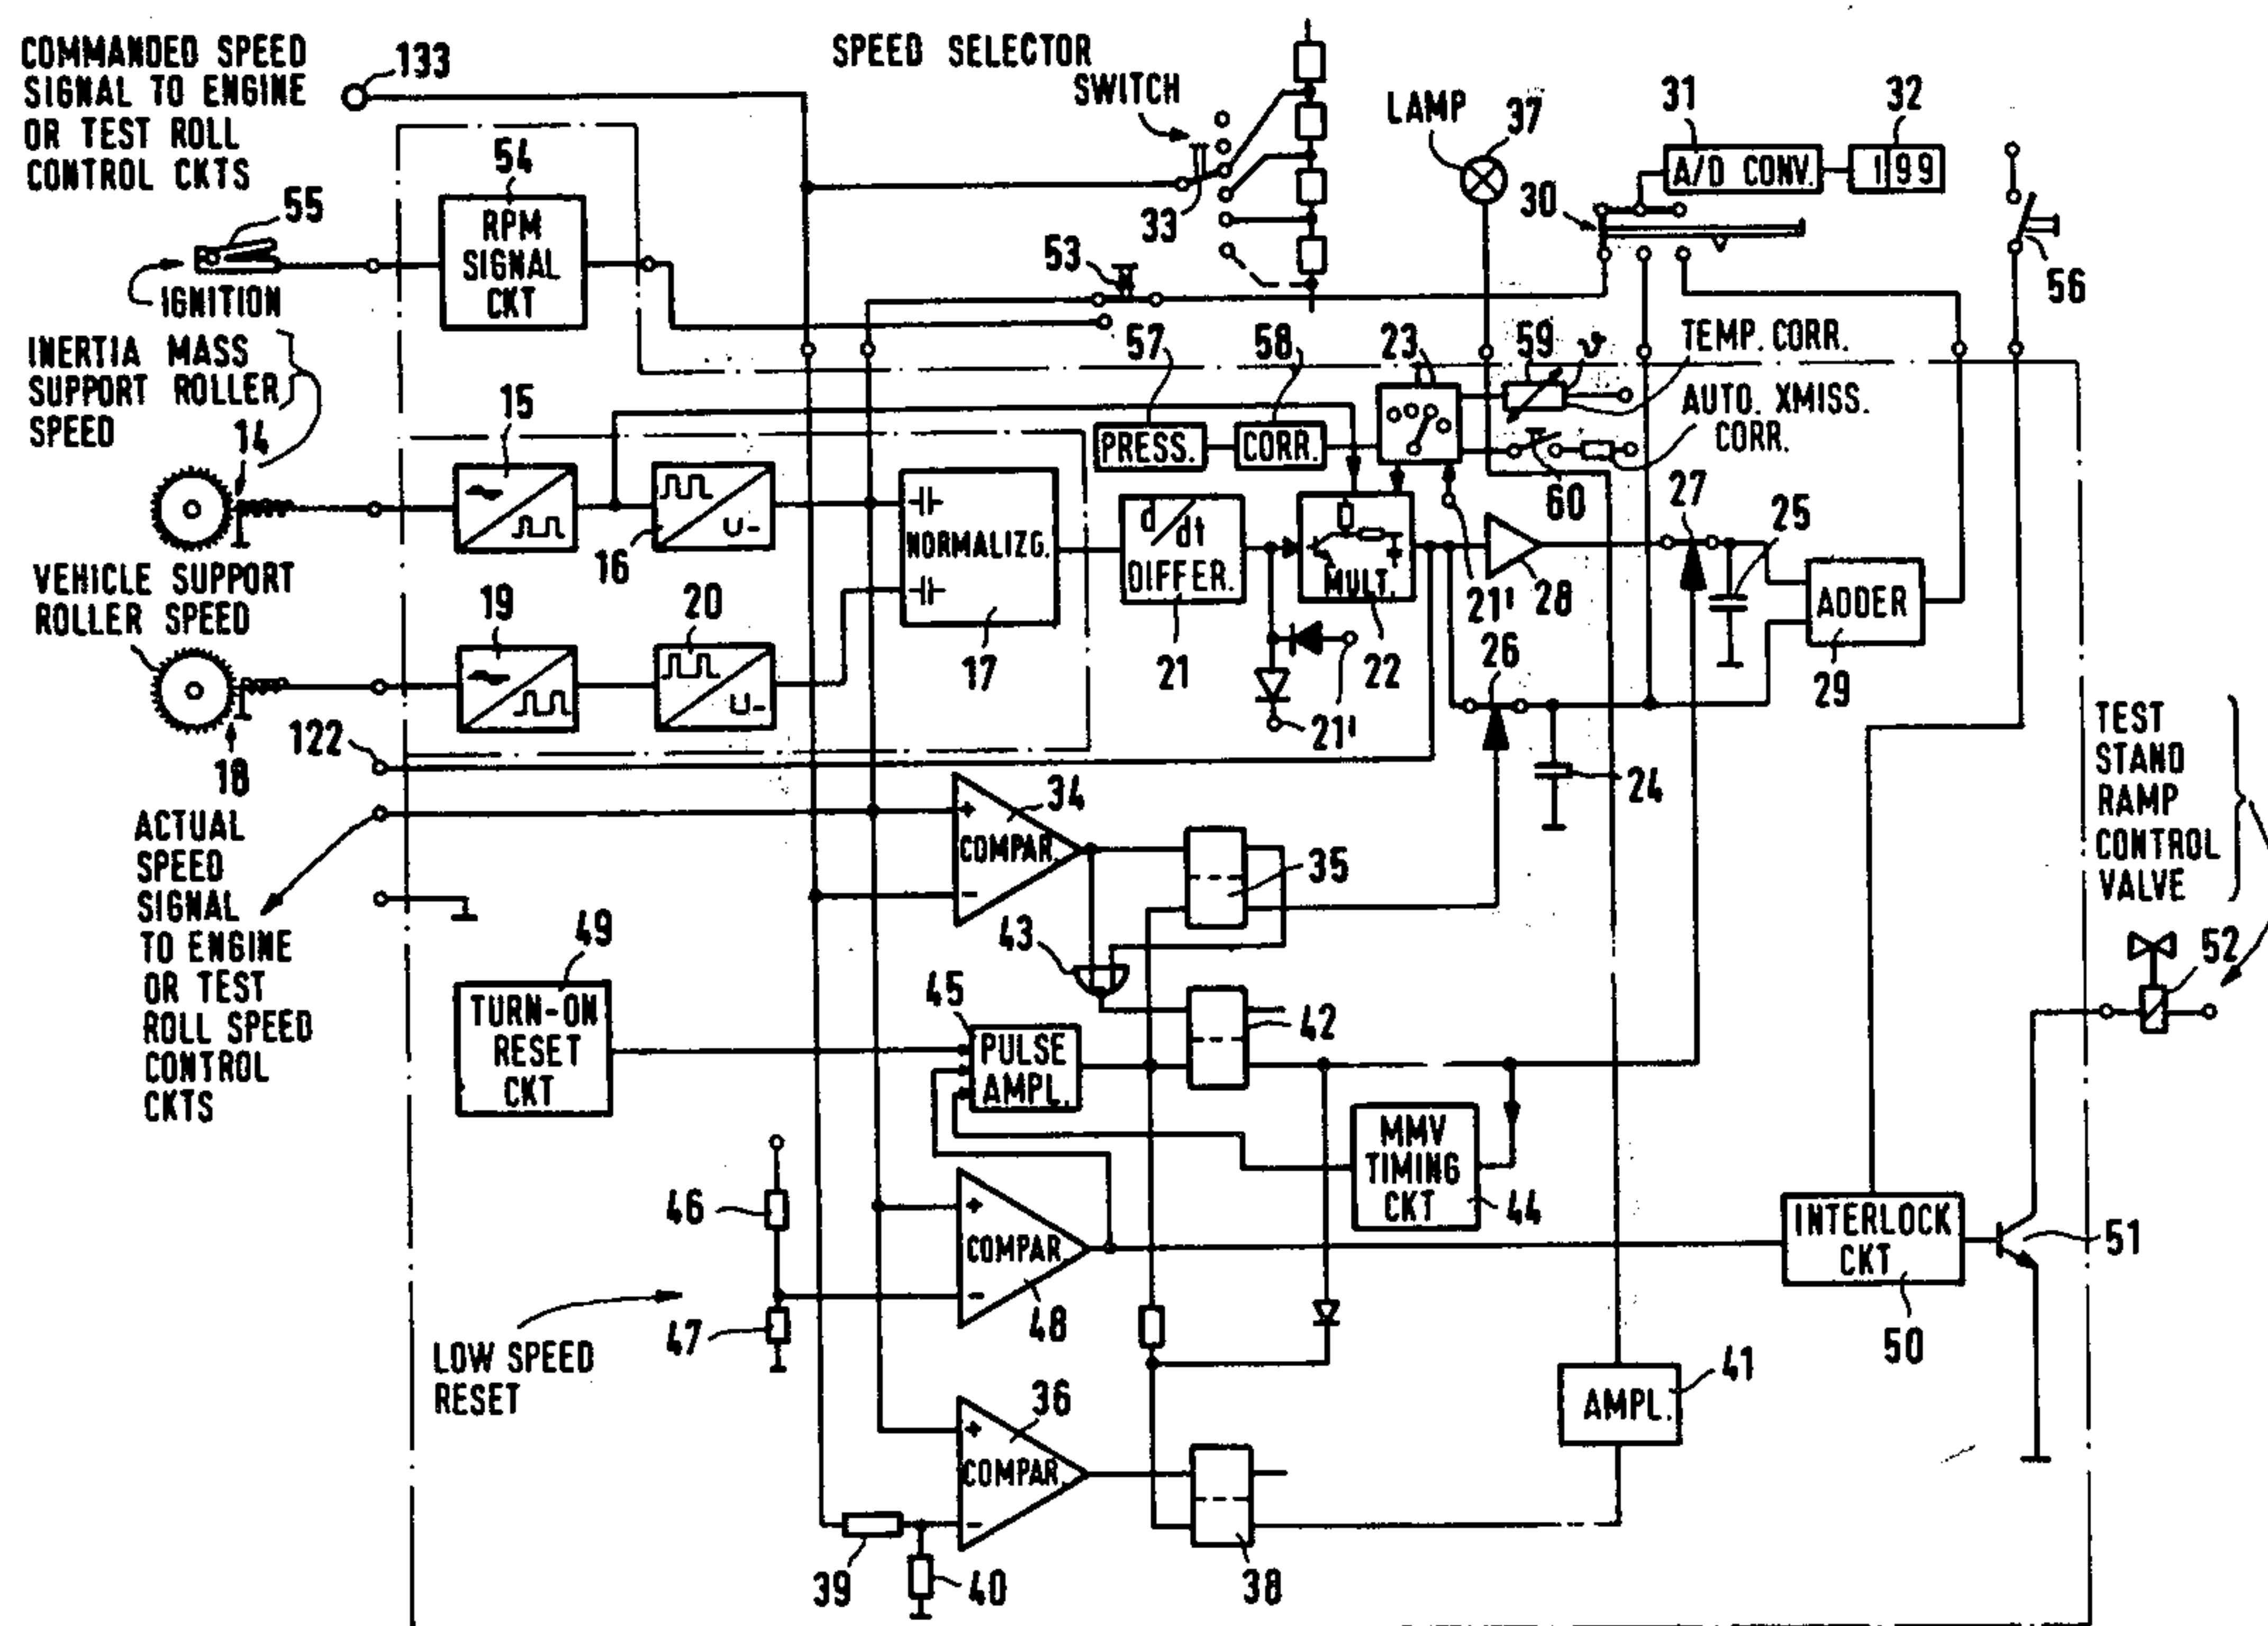 COMMANDED SPEED
SIGNAL TO ENGINE
OR TEST ROLL
CONTROL CKTS
133
SPEED SELECTOR
SWITCH
33
LAMP
37
31
32
A/D CONV.
199
30
56
55
IGNITION
54
RPM
SIGNAL
CKT
53
INERTIA MASS
SUPPORT ROLLER
SPEED
14
57
58
23
59
ϑ
TEMP. CORR.
AUTO. XMISS.
CORR.
PRESS.
CORR.
60
15
16
U-
NORMALIZG.
17
d/dt
DIFFER.
21
MULT.
22
21'
21'
28
27
25
ADDER
29
26
24
VEHICLE SUPPORT
ROLLER SPEED
18
19
20
U-
122
ACTUAL
SPEED
SIGNAL
TO ENGINE
OR TEST
ROLL SPEED
CONTROL
CKTS
+
COMPAR.
-
34
35
43
42
49
TURN-ON
RESET
CKT
45
PULSE
AMPL.
MMV
TIMING
CKT
44
46
47
LOW SPEED
RESET
+
COMPAR.
-
48
INTERLOCK
CKT
50
51
52
TEST
STAND
RAMP
CONTROL
VALVE
+
COMPAR.
-
36
38
39
40
AMPL.
41